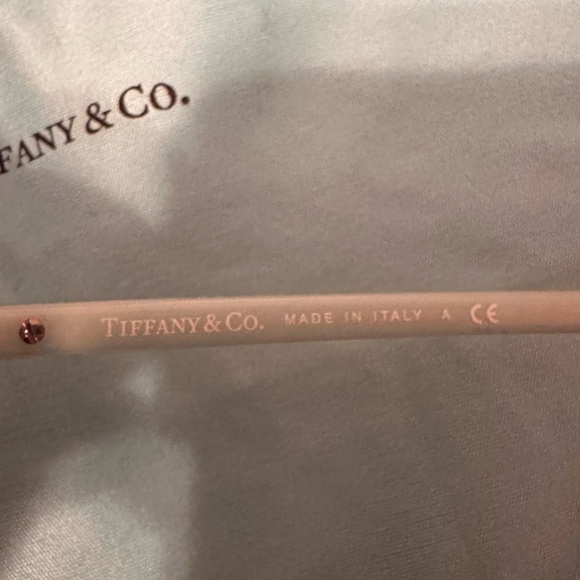 FANY & CO.
TIFFANY & CO. MADE IN ITALY A CE